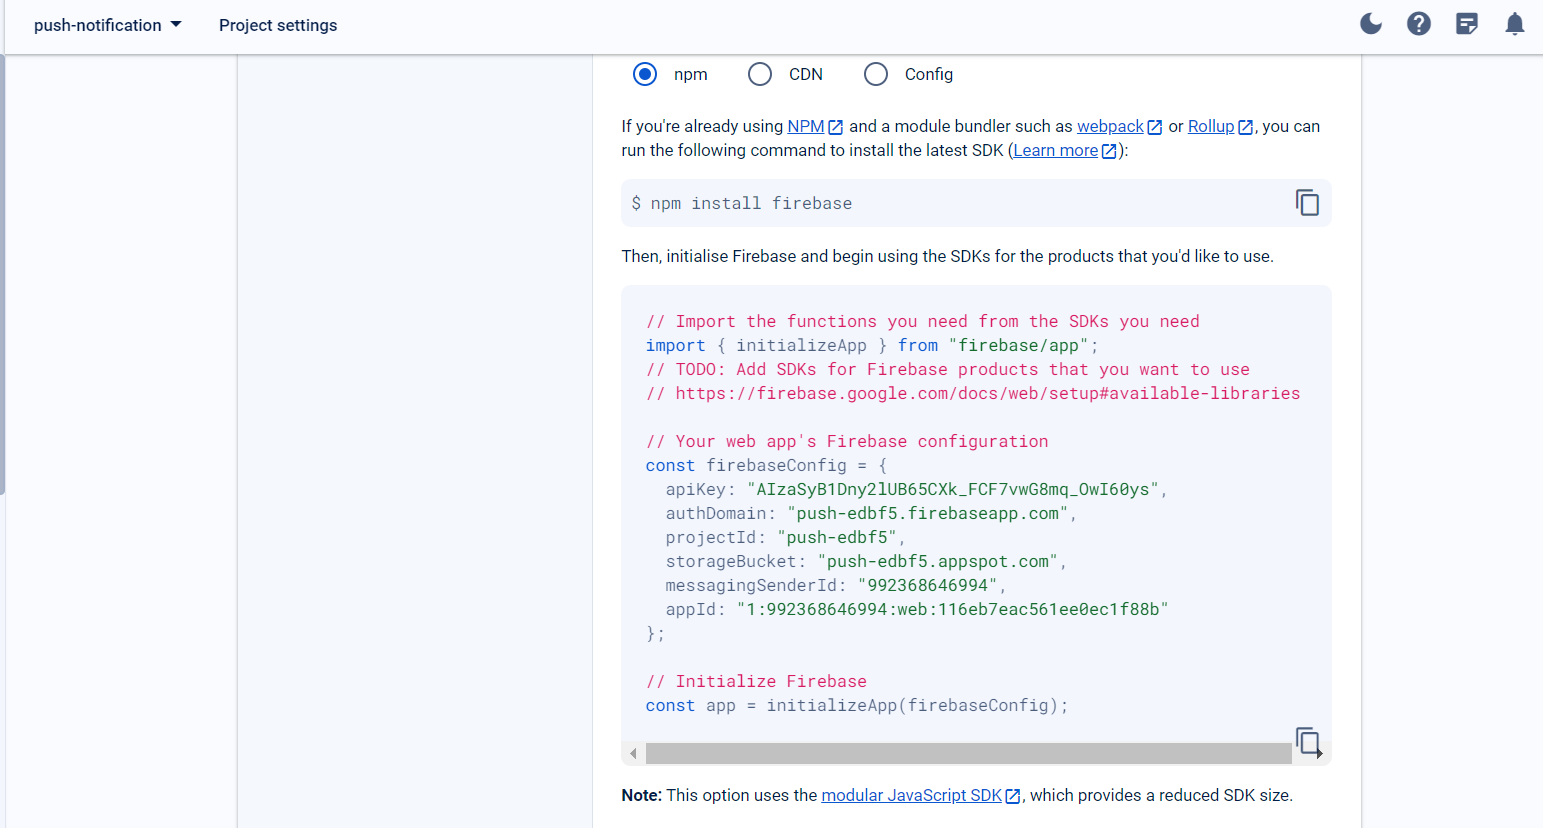 push-notification Project settings
npm CDN Config
If you're already using NPM and a module bundler such as webpack or Rollup, you can
run the following command to install the latest SDK (Learn more):
$ npm install firebase
Then, initialise Firebase and begin using the SDKs for the products that you'd like to use.
// Import the functions you need from the SDKs you need
import { initializeApp } from "firebase/app";
// TODO: Add SDKs for Firebase products that you want to use
// https://firebase.google.com/docs/web/setup#available-libraries
// Your web app's Firebase configuration
const firebaseConfig = {
apiKey: "AIzaSyB1Dny2lUB65CXk_FCF7vwG8mq_OwI60ys",
authDomain: "push-edbf5.firebaseapp.com",
projectId: "push-edbf5",
storageBucket: "push-edbf5.appspot.com",
messagingSenderId: "992368646994",
appId: "1:992368646994:web:116eb7eac561ee0ec1f88b"
};
// Initialize Firebase
const app = initializeApp(firebaseConfig);
Note: This option uses the modular JavaScript SDK, which provides a reduced SDK size.